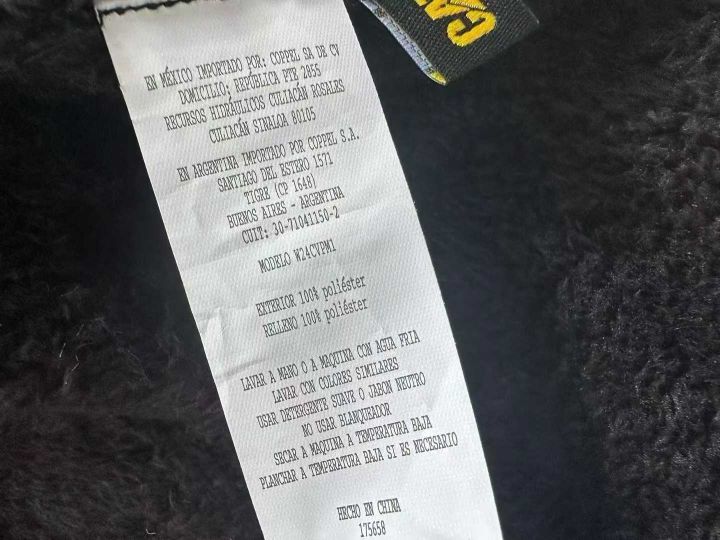 CA
EN MÉXICO IMPORTADO POR: COPPEL SA DE CV
DOMICILIO; REPÚBLICA PTE 2855
RECURSOS HIDRÁULICOS CULIACÁN ROSALES
CULIACÁN SINALOA 80105
EN ARGENTINA IMPORTADO POR COPPEL S.A.
SANTIAGO DEL ESTERO 1571
TIGRE (CP 1648)
BUENOS AIRES - ARGENTINA
CUIT: 30-71041150-2
MODELO W24CVPM1
EXTERIOR 100% poliéster
RELLENO 100% poliéster
LAVAR A MANO O A MAQUINA CON AGUA FRIA
LAVAR CON COLORES SIMILARES
USAR DETERGENTE SUAVE O JABON NEUTRO
NO USAR BLANQUEADOR
SECAR A MAQUINA A TEMPERATURA BAJA
PLANCHAR A TEMPERATURA BAJA SI ES NECESARIO
HECHO EN CHINA
175658